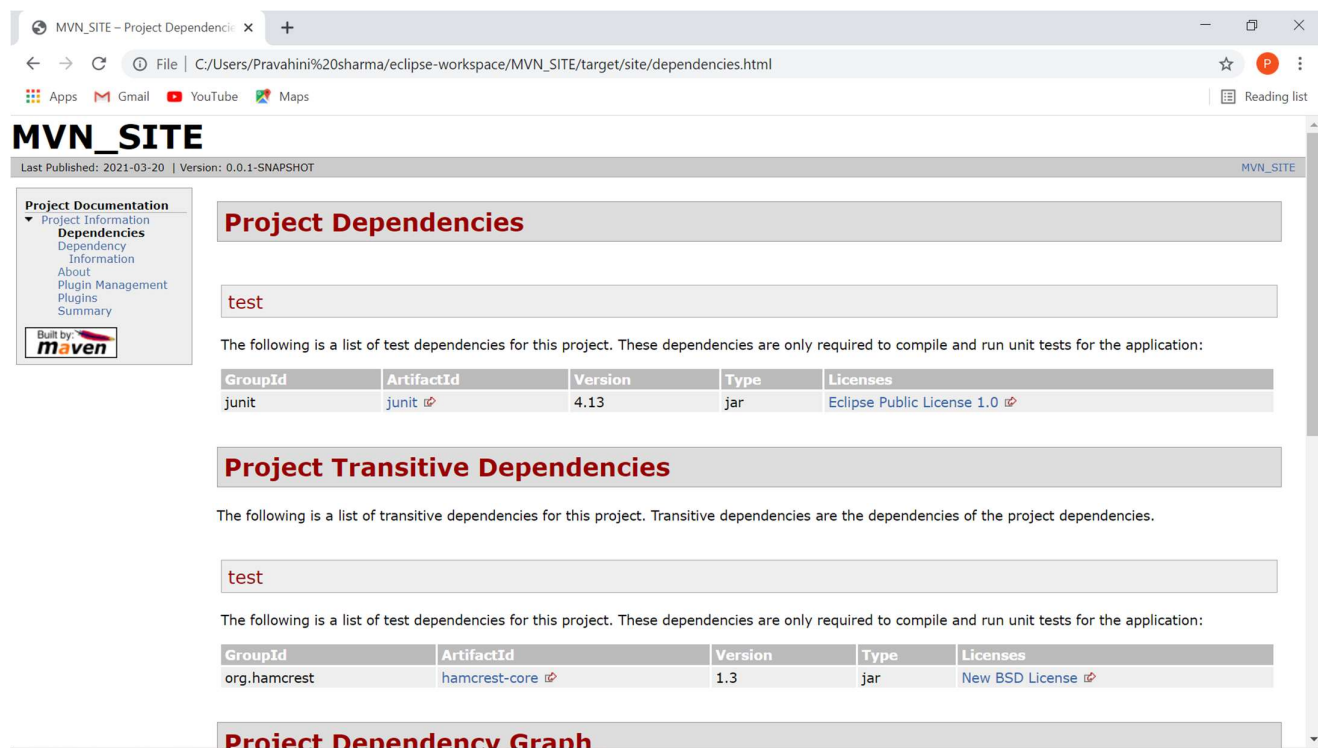 MVN_SITE – Project Dependencie
File | C:/Users/Pravahini%20sharma/eclipse-workspace/MVN_SITE/target/site/dependencies.html
P
Apps Gmail YouTube Maps Reading list
MVN_SITE
Last Published: 2021-03-20 | Version: 0.0.1-SNAPSHOT MVN_SITE
Project Documentation
Project Information
Dependencies
Dependency
Information
About
Plugin Management
Plugins
Summary
Built by:
maven
Project Dependencies
test
The following is a list of test dependencies for this project. These dependencies are only required to compile and run unit tests for the application:
GroupId ArtifactId Version Type Licenses
junit junit 4.13 jar Eclipse Public License 1.0
Project Transitive Dependencies
The following is a list of transitive dependencies for this project. Transitive dependencies are the dependencies of the project dependencies.
test
The following is a list of test dependencies for this project. These dependencies are only required to compile and run unit tests for the application:
GroupId ArtifactId Version Type Licenses
org.hamcrest hamcrest-core 1.3 jar New BSD License
Project Dependency Graph